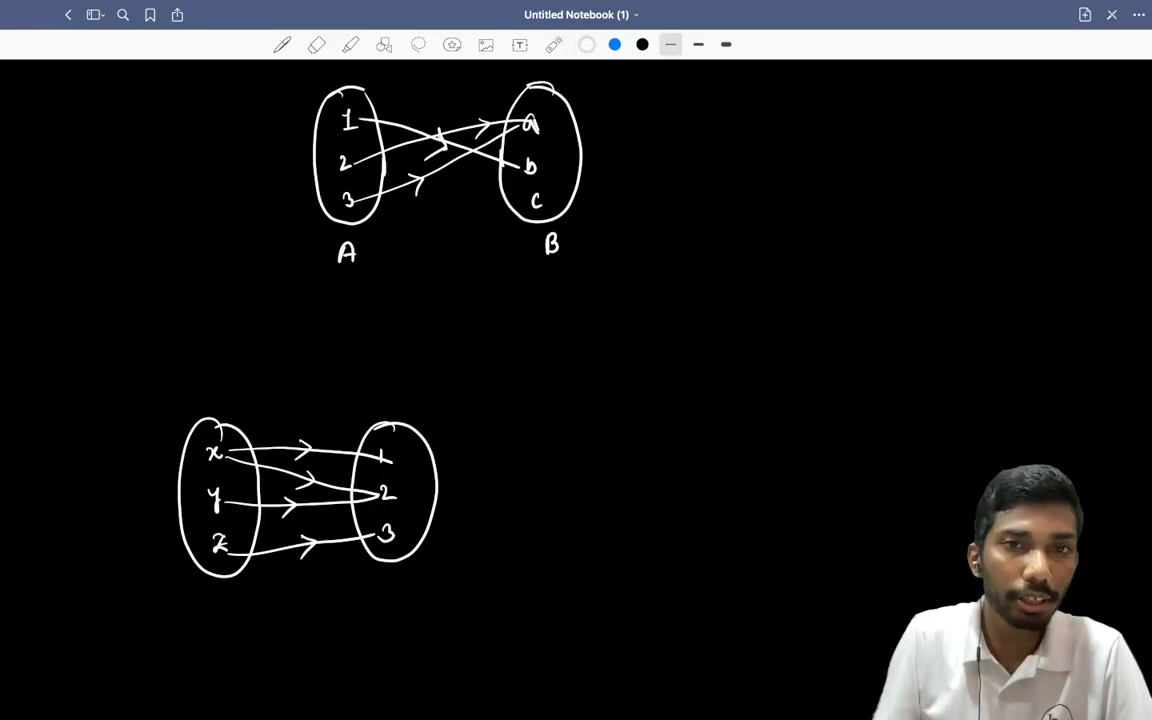 Untitled Notebook (1)
T
1 a
2 b
3 c
A B
x 1
y 2
z 3